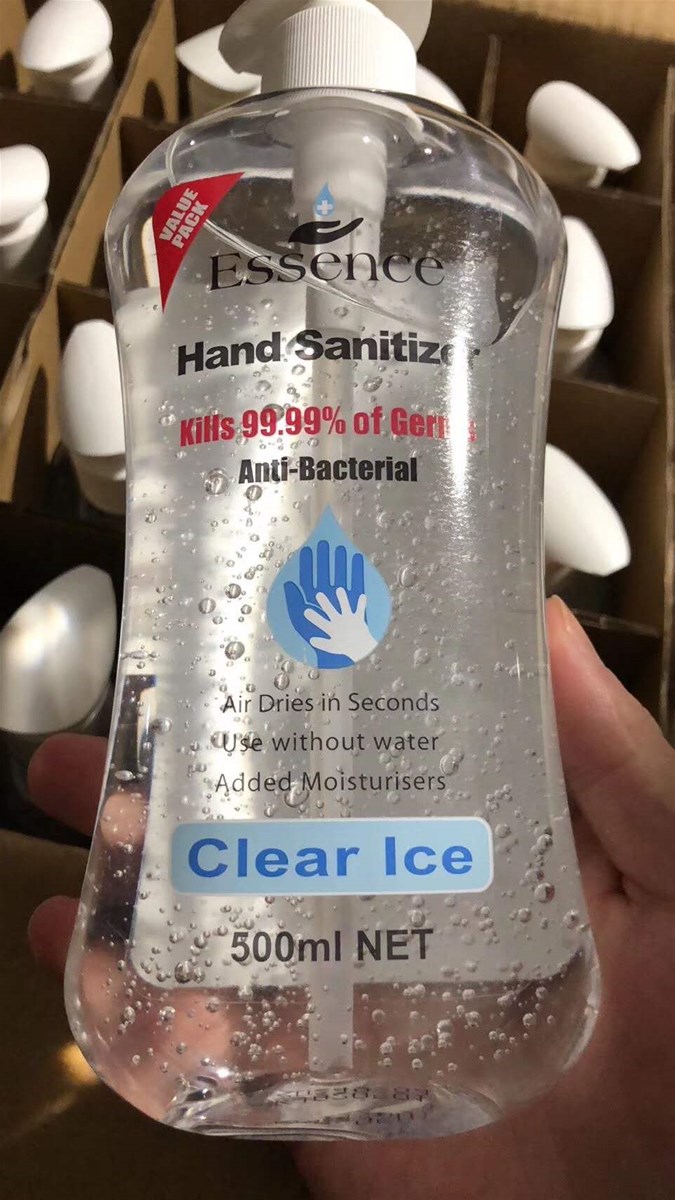 VALUE
PACK
Essence
Hand Sanitizer
Kills 99.99% of Germs
Anti-Bacterial
Air Dries in Seconds
Use without water
Added Moisturisers
Clear Ice
500ml NET